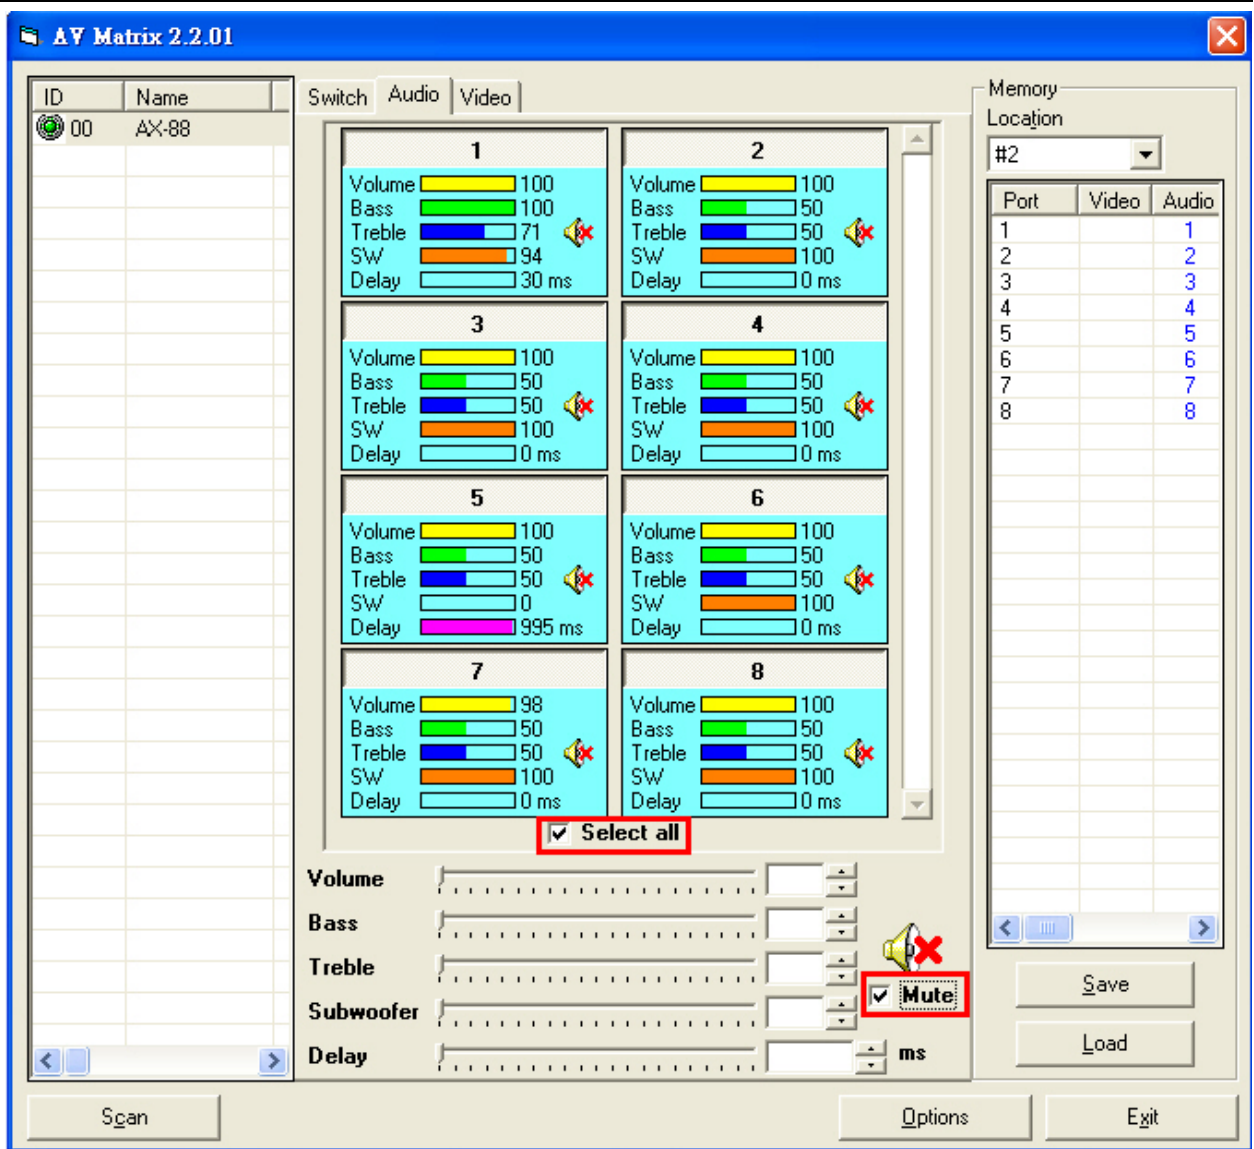 AV Matrix 2.2.01
ID Name
00 AX-88
Switch Audio Video
1
Volume 100
Bass 100
Treble 71
SW 94
Delay 30 ms
2
Volume 100
Bass 50
Treble 50
SW 100
Delay 0 ms
3
Volume 100
Bass 50
Treble 50
SW 100
Delay 0 ms
4
Volume 100
Bass 50
Treble 50
SW 100
Delay 0 ms
5
Volume 100
Bass 50
Treble 50
SW 0
Delay 995 ms
6
Volume 100
Bass 50
Treble 50
SW 100
Delay 0 ms
7
Volume 98
Bass 50
Treble 50
SW 100
Delay 0 ms
8
Volume 100
Bass 50
Treble 50
SW 100
Delay 0 ms
Select all
Volume
Bass
Treble
Subwoofer
Delay ms
Mute
Memory
Location
#2
Port Video Audio
1 1
2 2
3 3
4 4
5 5
6 6
7 7
8 8
Save
Load
Scan
Options
Exit